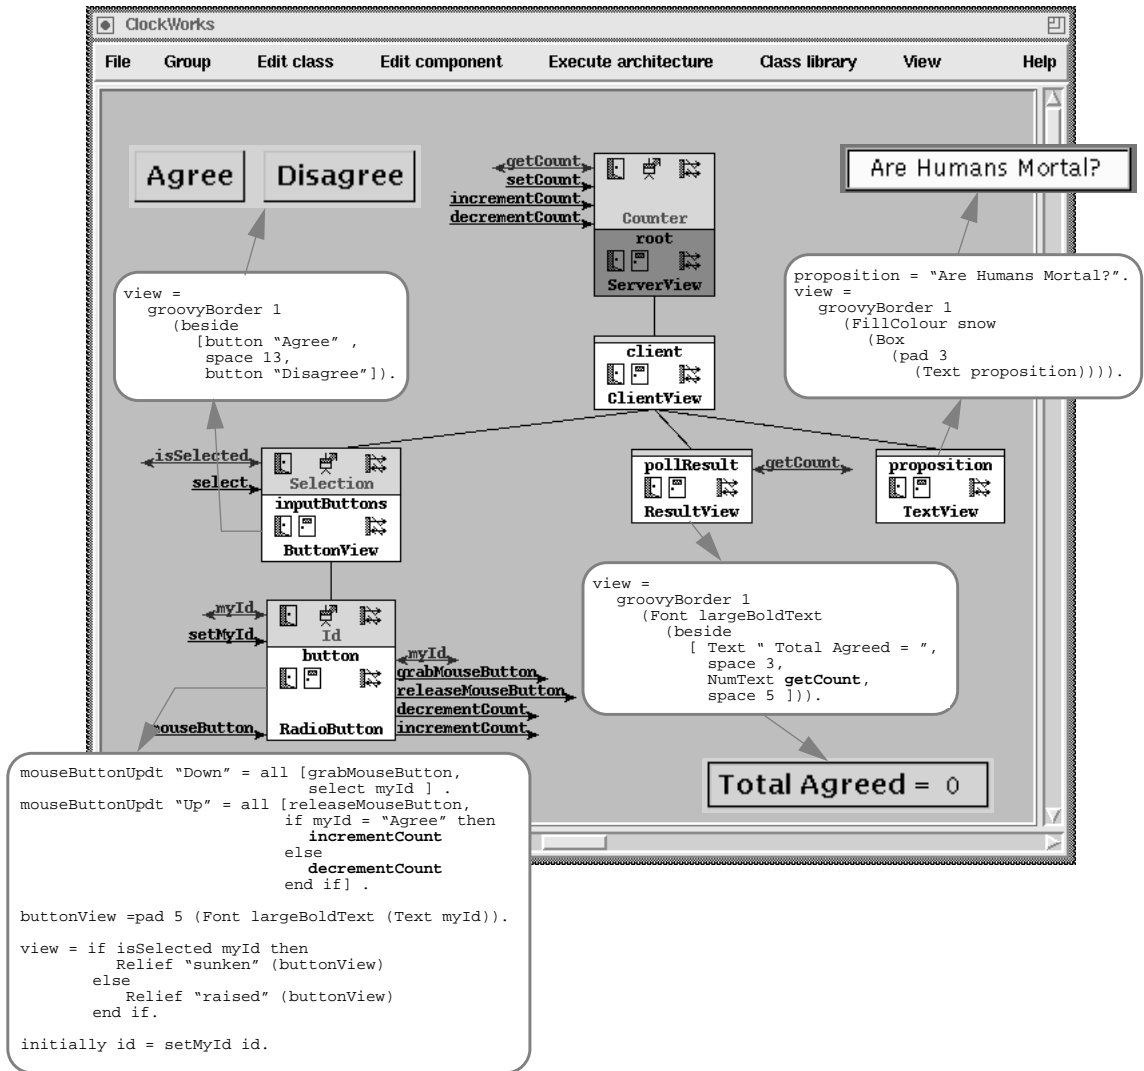 ClockWorks
File Group Edit class Edit component Execute architecture Class library View Help
Agree Disagree
getCount
setCount
incrementCount
decrementCount
Counter
root
ServerView
Are Humans Mortal?
view =
groovyBorder 1
(beside
[button “Agree” ,
space 13,
button “Disagree”]).
proposition = “Are Humans Mortal?”.
view =
groovyBorder 1
(FillColour snow
(Box
(pad 3
(Text proposition)))).
client
ClientView
isSelected
select
Selection
inputButtons
ButtonView
pollResult
ResultView
getCount
proposition
TextView
view =
groovyBorder 1
(Font largeBoldText
(beside
[ Text " Total Agreed = ",
space 3,
NumText getCount,
space 5 ])).
myId
setMyId
Id
button
RadioButton
mouseButton
myId
grabMouseButton
releaseMouseButton
decrementCount
incrementCount
Total Agreed = 0
mouseButtonUpdt “Down” = all [grabMouseButton,
select myId ] .
mouseButtonUpdt “Up” = all [releaseMouseButton,
if myId = “Agree” then
incrementCount
else
decrementCount
end if] .
buttonView =pad 5 (Font largeBoldText (Text myId)).
view = if isSelected myId then
Relief “sunken” (buttonView)
else
Relief “raised” (buttonView)
end if.
initially id = setMyId id.